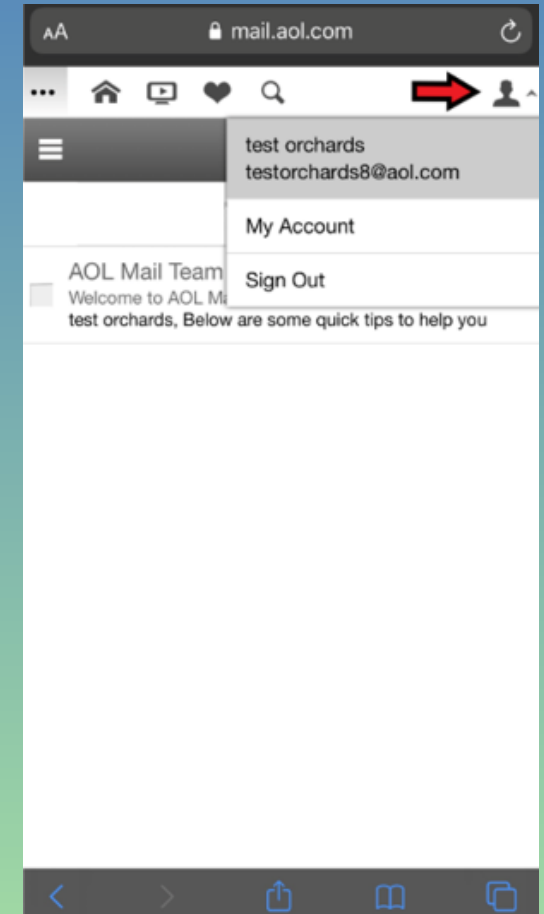 AA mail.aol.com
test orchards
testorchards8@aol.com
My Account
Sign Out
AOL Mail Team
Welcome to AOL
test orchards, Below are some quick tips to help you